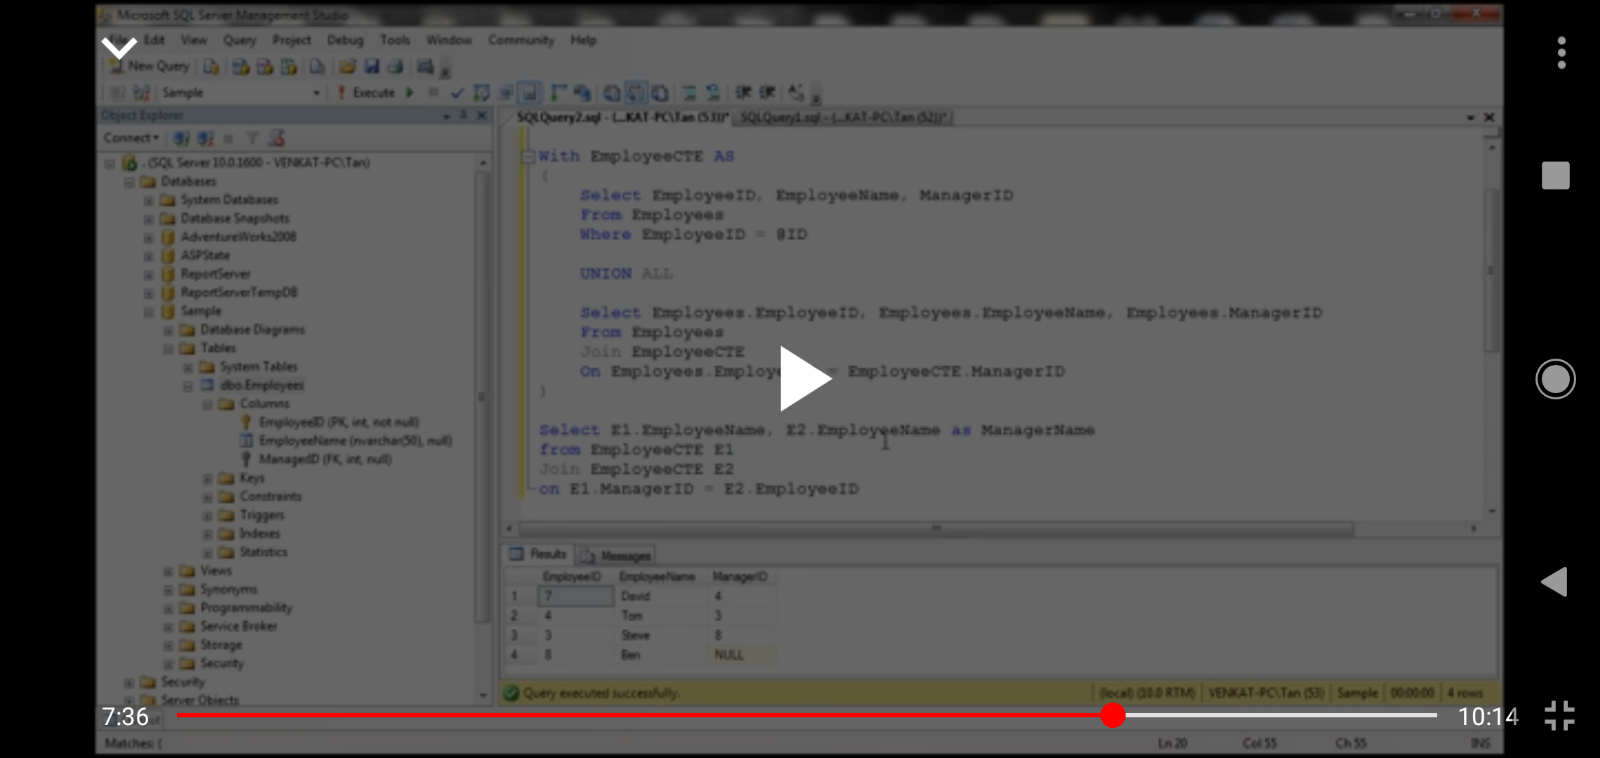 Microsoft SQL Server Management Studio
File Edit View Query Project Debug Tools Window Community Help
New Query
Sample
Execute
Object Explorer
Connect
. (SQL Server 10.0.1600 - VENKAT-PC\Tan)
Databases
System Databases
Database Snapshots
AdventureWorks2008
ASPState
ReportServer
ReportServerTempDB
Sample
Database Diagrams
Tables
System Tables
dbo.Employees
Columns
EmployeeID (PK, int, not null)
EmployeeName (nvarchar(50), null)
ManagerID (FK, int, null)
Keys
Constraints
Triggers
Indexes
Statistics
Views
Synonyms
Programmability
Service Broker
Storage
Security
Security
Server Objects
SQLQuery2.sql - (...KAT-PC\Tan (53))* SQLQuery1.sql - (...KAT-PC\Tan (52))*
With EmployeeCTE AS
(
Select EmployeeID, EmployeeName, ManagerID
From Employees
Where EmployeeID = @ID
UNION ALL
Select Employees.EmployeeID, Employees.EmployeeName, Employees.ManagerID
From Employees
Join EmployeeCTE
On Employees.Employe = EmployeeCTE.ManagerID
)
Select E1.EmployeeName, E2.EmployeeName as ManagerName
from EmployeeCTE E1
Join EmployeeCTE E2
on E1.ManagerID = E2.EmployeeID
Results Messages
EmployeeID EmployeeName ManagerID
1 7 David 4
2 4 Tom 3
3 3 Steve 8
4 8 Ben NULL
Query executed successfully. (local) (10.0 RTM) VENKAT-PC\Tan (53) Sample 00:00:00 4 rows
7:36 10:14
Matches: (
Ln 20 Col 55 Ch 55 INS